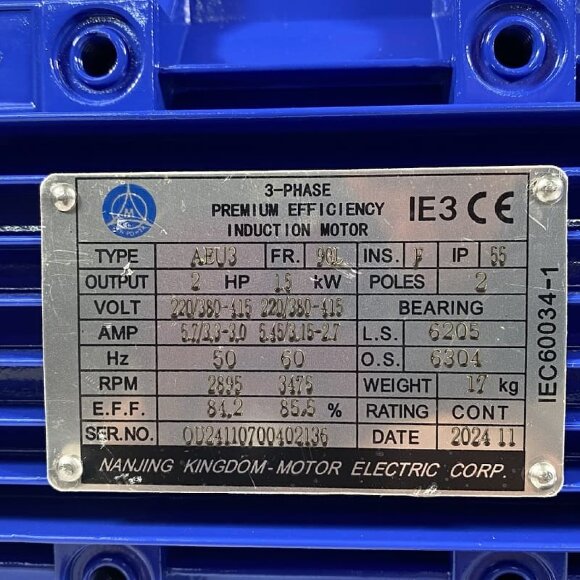 3-PHASE
PREMIUM EFFICIENCY
INDUCTION MOTOR
IE3 CE
TYPE AEU3 FR. 90L INS. F IP 55
OUTPUT 2 HP 1.5 kW POLES 2
VOLT 220/380-415 220/380-415 BEARING
AMP 5.7/3.3-3.0 5.45/3.15-2.7 L.S. 6205
Hz 50 60 O.S. 6304
RPM 2895 3475 WEIGHT 17 kg
E.F.F. 84.2 85.5 % RATING CONT
SER.NO. OU24110700402136 DATE 2024 11
NANJING KINGDOM-MOTOR ELECTRIC CORP.
IEC60034-1